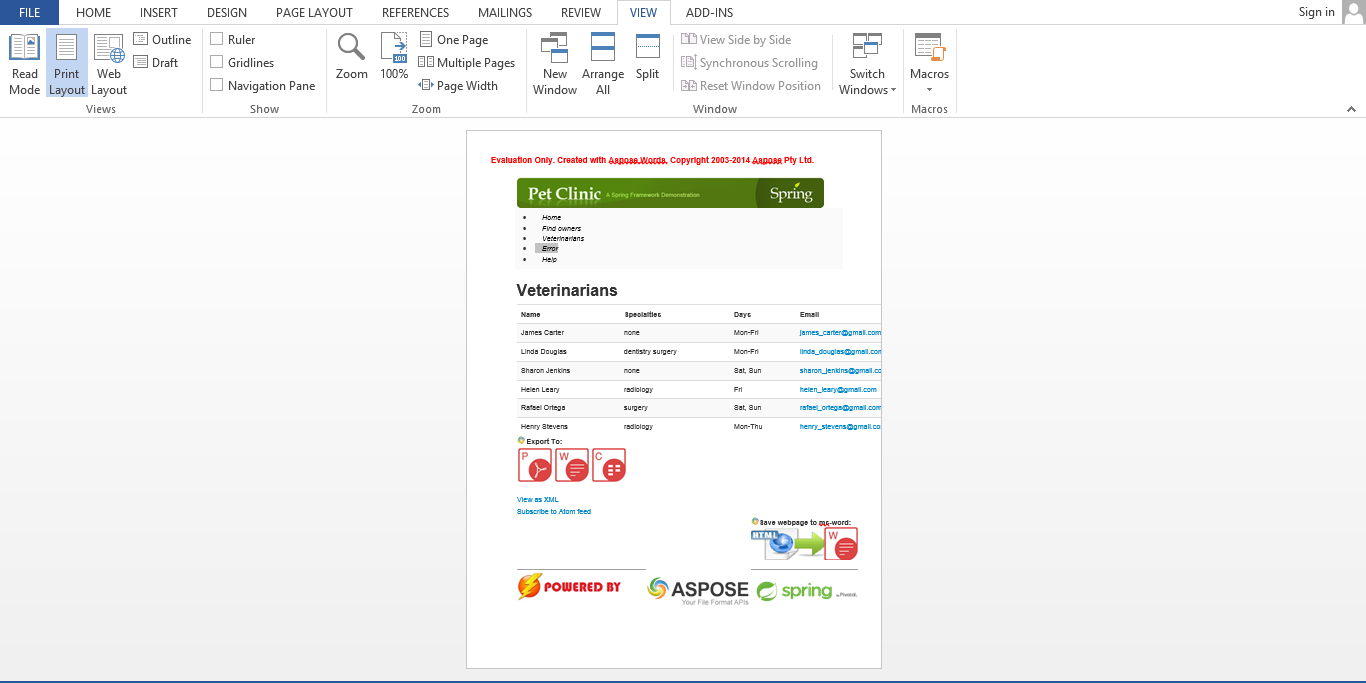 FILE HOME INSERT DESIGN PAGE LAYOUT REFERENCES MAILINGS REVIEW VIEW ADD-INS Sign in
Read Mode
Print Layout
Web Layout
Outline
Draft
Views
Ruler
Gridlines
Navigation Pane
Show
Zoom
100
100%
One Page
Multiple Pages
Page Width
Zoom
New Window
Arrange All
Split
View Side by Side
Synchronous Scrolling
Reset Window Position
Window
Switch Windows
Macros
Macros
Evaluation Only. Created with Aspose.Words. Copyright 2003-2014 Aspose Pty Ltd.
Pet Clinic A Spring Framework Demonstration Spring
• Home
• Find owners
• Veterinarians
• Error
• Help
Veterinarians
Name Specialties Days Email
James Carter none Mon-Fri james_carter@gmail.com
Linda Douglas dentistry surgery Mon-Fri linda_douglas@gmail.com
Sharon Jenkins none Sat, Sun sharon_jenkins@gmail.co
Helen Leary radiology Fri helen_leary@gmail.com
Rafael Ortega surgery Sat, Sun rafael_ortega@gmail.com
Henry Stevens radiology Mon-Thu henry_stevens@gmail.co
Export To:
P W C
View as XML
Subscribe to Atom feed
Save webpage to ms-word:
HTML W
POWERED BY ASPOSE spring by Pivotal.
Your File Format APIs